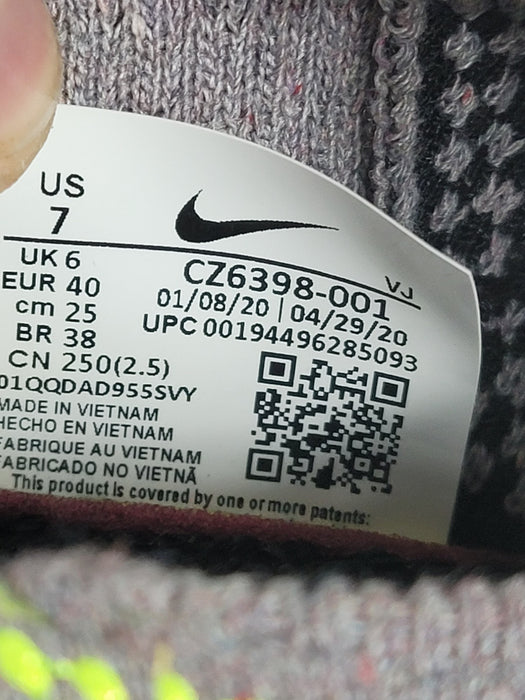 US
7
UK 6
EUR 40
cm 25
BR 38
CN 250(2.5)
01QQDAD955SVY
MADE IN VIETNAM
HECHO EN VIETNAM
FABRIQUE AU VIETNAM
FABRICADO NO VIETNÃ
This product is covered by one or more patents:
VJ
CZ6398-001
01/08/20 | 04/29/20
UPC 00194496285093